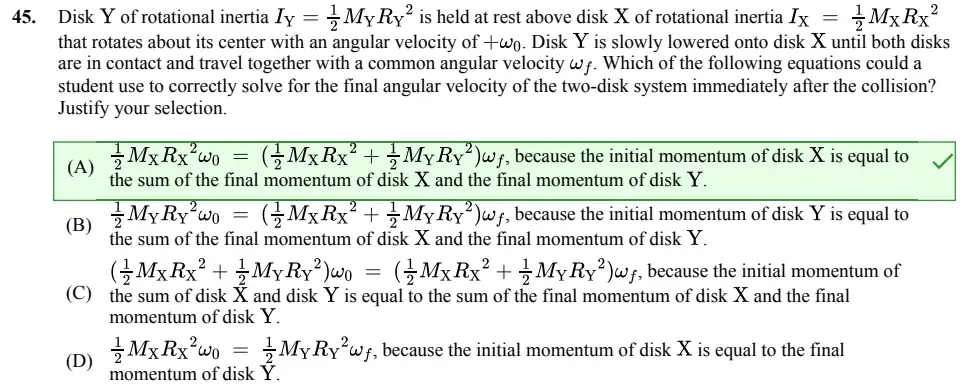 45. Disk Y of rotational inertia I_Y = ½M_YR_Y² is held at rest above disk X of rotational inertia I_X = ½M_XR_X²
that rotates about its center with an angular velocity of +ω₀. Disk Y is slowly lowered onto disk X until both disks
are in contact and travel together with a common angular velocity ω_f. Which of the following equations could a
student use to correctly solve for the final angular velocity of the two-disk system immediately after the collision?
Justify your selection.
(A) ½M_XR_X²ω₀ = (½M_XR_X² + ½M_YR_Y²)ω_f, because the initial momentum of disk X is equal to
the sum of the final momentum of disk X and the final momentum of disk Y.
(B) ½M_YR_Y²ω₀ = (½M_XR_X² + ½M_YR_Y²)ω_f, because the initial momentum of disk Y is equal to
the sum of the final momentum of disk X and the final momentum of disk Y.
(C) (½M_XR_X² + ½M_YR_Y²)ω₀ = (½M_XR_X² + ½M_YR_Y²)ω_f, because the initial momentum of
the sum of disk X and disk Y is equal to the sum of the final momentum of disk X and the final
momentum of disk Y.
(D) ½M_XR_X²ω₀ = ½M_YR_Y²ω_f, because the initial momentum of disk X is equal to the final
momentum of disk Y.